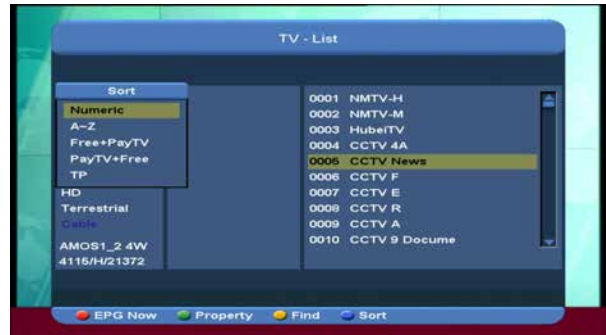 TV - List
Sort
Numeric
A~Z
Free+PayTV
PayTV+Free
TP
HD
Terrestrial
Cable
AMOS1_2 4W
4115/H/21372
0001 NMTV-H
0002 NMTV-M
0003 HubeiTV
0004 CCTV 4A
0005 CCTV News
0006 CCTV F
0007 CCTV E
0008 CCTV R
0009 CCTV A
0010 CCTV 9 Docume
EPG Now Property Find Sort